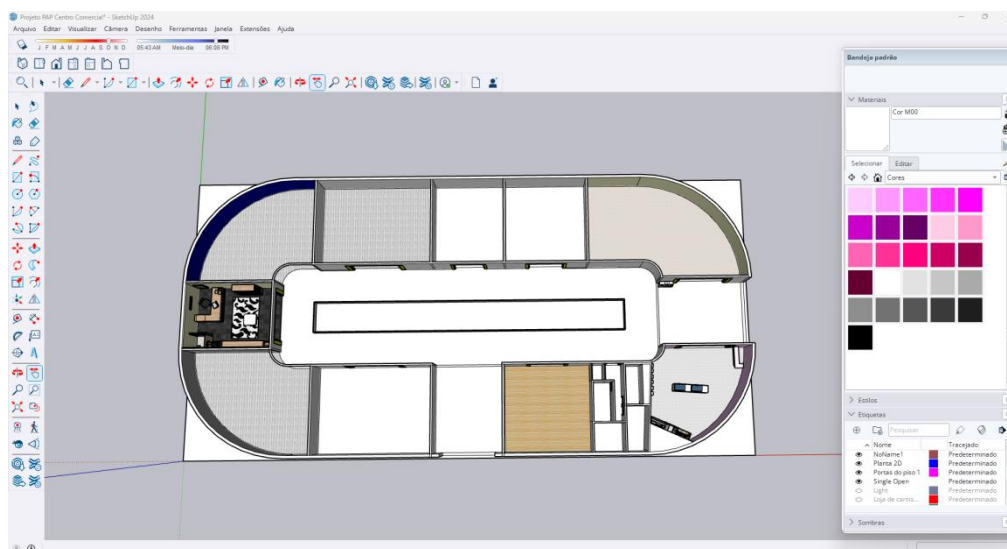 Projeto PAP Centro Comercial* - SketchUp 2024
Arquivo Editar Visualizar Câmera Desenho Ferramentas Janela Extensões Ajuda
J F M A M J J A S O N D 05:43 AM Meio-dia 06:06 PM
Bandeja padrão
Materiais
Cor M00
Selecionar Editar
Cores
Estilos
Etiquetas
Pesquisar
Nome Tracejado
NoName1 Predeterminado
Planta 2D Predeterminado
Portas do piso 1 Predeterminado
Single Open Predeterminado
Light Predeterminado
Loja de camis... Predeterminado
Sombras